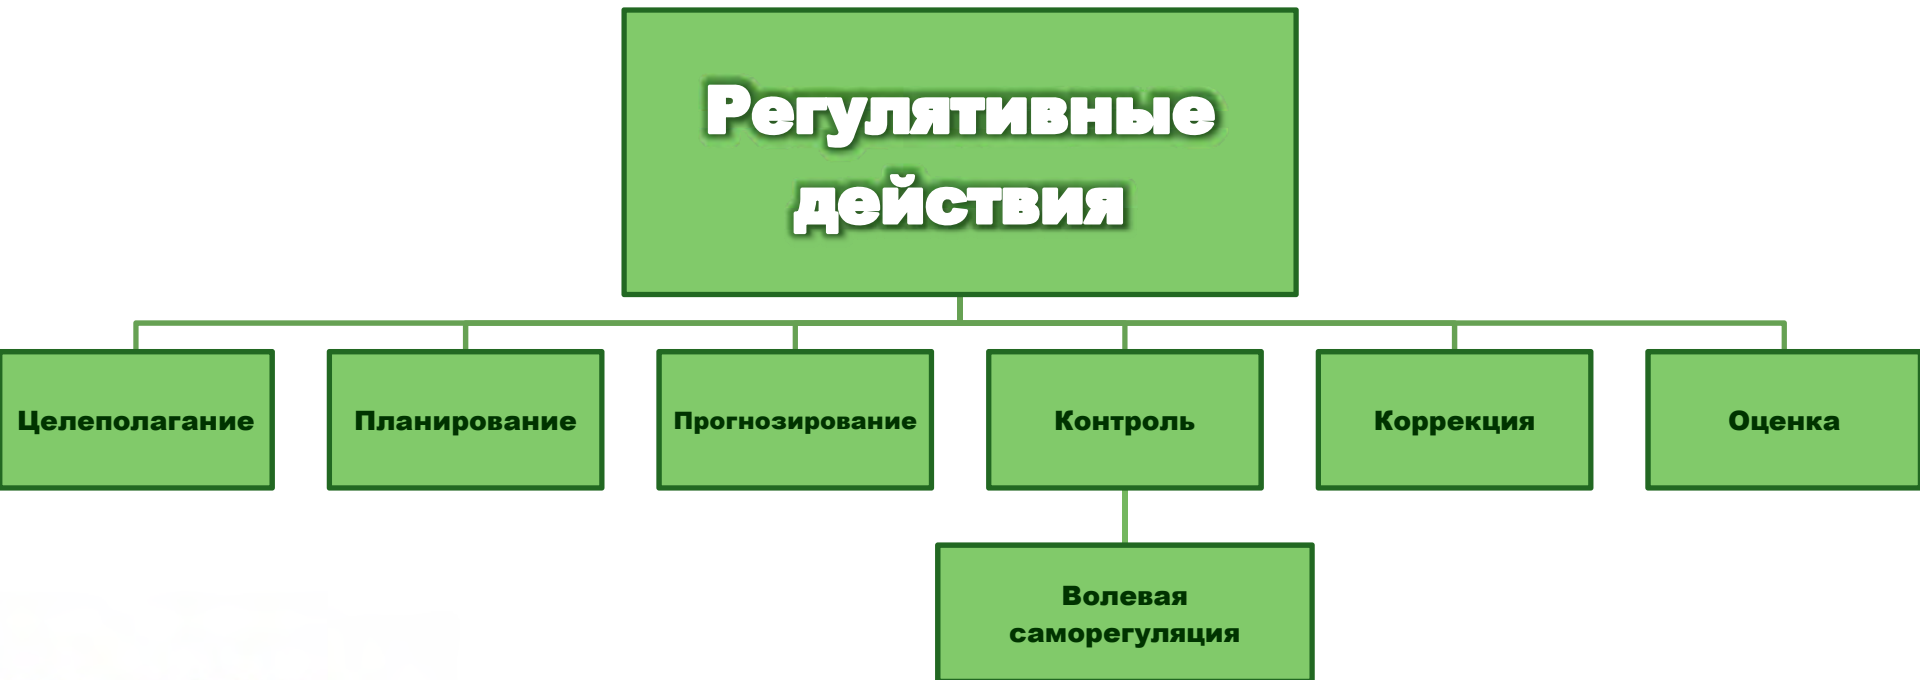 Регулятивные
действия
Целеполагание
Планирование
Прогнозирование
Контроль
Коррекция
Оценка
Волевая
саморегуляция